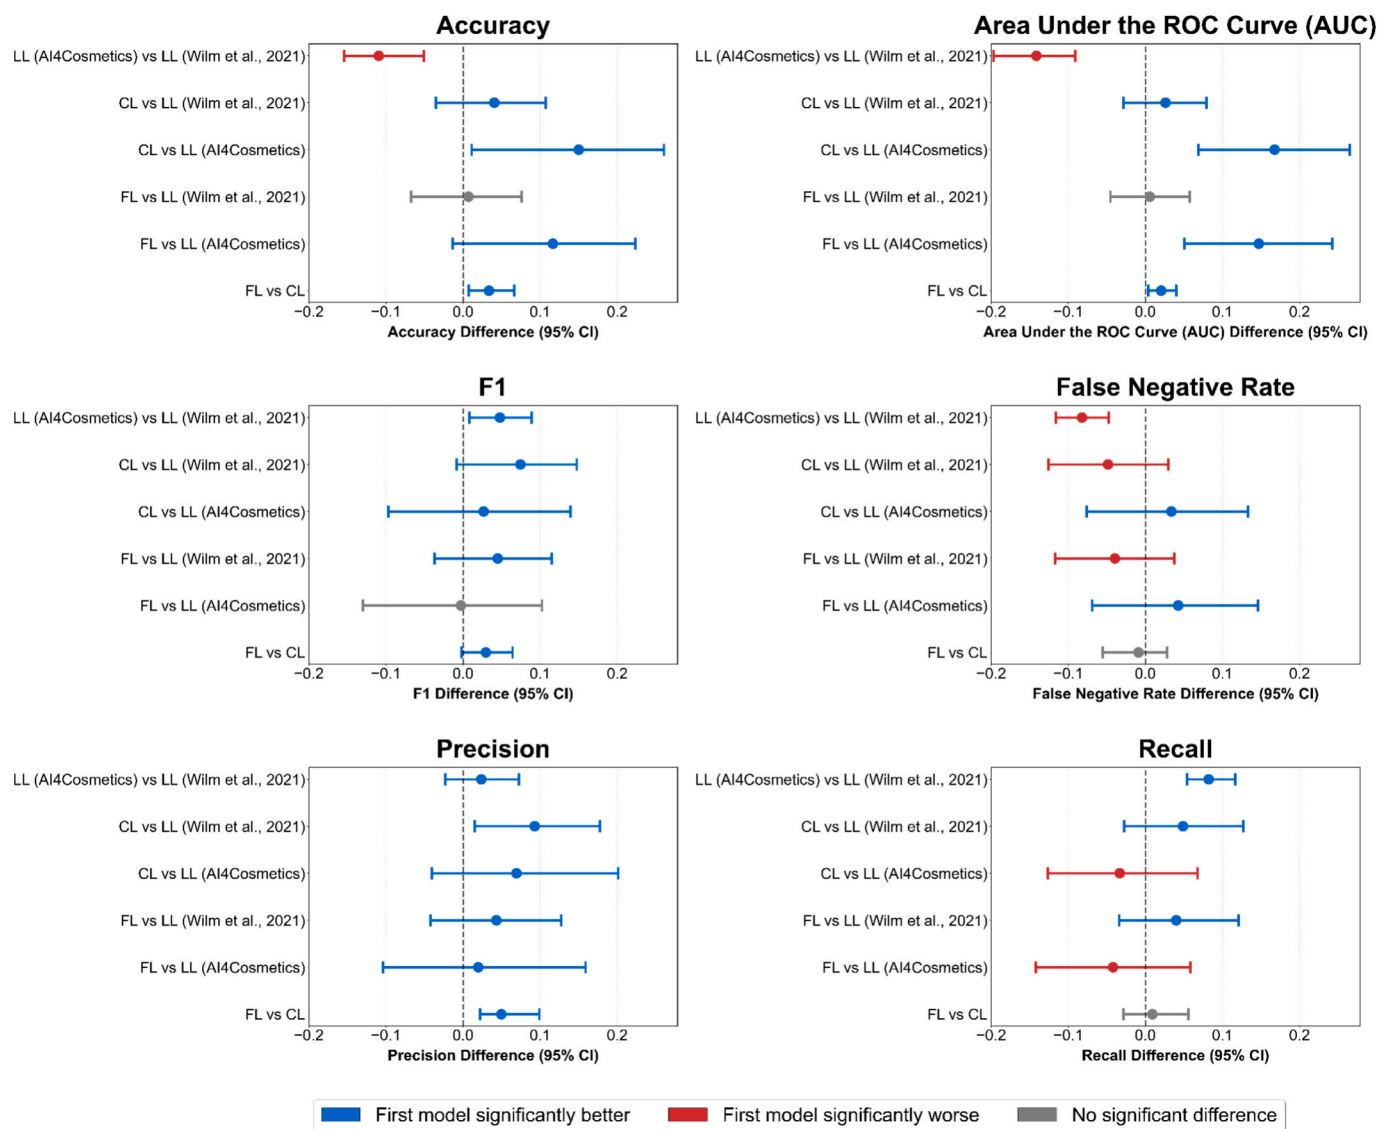 Accuracy
LL (AI4Cosmetics) vs LL (Wilm et al., 2021)
CL vs LL (Wilm et al., 2021)
CL vs LL (AI4Cosmetics)
FL vs LL (Wilm et al., 2021)
FL vs LL (AI4Cosmetics)
FL vs CL
−0.2 −0.1 0.0 0.1 0.2
Accuracy Difference (95% CI)
Area Under the ROC Curve (AUC)
LL (AI4Cosmetics) vs LL (Wilm et al., 2021)
CL vs LL (Wilm et al., 2021)
CL vs LL (AI4Cosmetics)
FL vs LL (Wilm et al., 2021)
FL vs LL (AI4Cosmetics)
FL vs CL
−0.2 −0.1 0.0 0.1 0.2
Area Under the ROC Curve (AUC) Difference (95% CI)
F1
LL (AI4Cosmetics) vs LL (Wilm et al., 2021)
CL vs LL (Wilm et al., 2021)
CL vs LL (AI4Cosmetics)
FL vs LL (Wilm et al., 2021)
FL vs LL (AI4Cosmetics)
FL vs CL
−0.2 −0.1 0.0 0.1 0.2
F1 Difference (95% CI)
False Negative Rate
LL (AI4Cosmetics) vs LL (Wilm et al., 2021)
CL vs LL (Wilm et al., 2021)
CL vs LL (AI4Cosmetics)
FL vs LL (Wilm et al., 2021)
FL vs LL (AI4Cosmetics)
FL vs CL
−0.2 −0.1 0.0 0.1 0.2
False Negative Rate Difference (95% CI)
Precision
LL (AI4Cosmetics) vs LL (Wilm et al., 2021)
CL vs LL (Wilm et al., 2021)
CL vs LL (AI4Cosmetics)
FL vs LL (Wilm et al., 2021)
FL vs LL (AI4Cosmetics)
FL vs CL
−0.2 −0.1 0.0 0.1 0.2
Precision Difference (95% CI)
Recall
LL (AI4Cosmetics) vs LL (Wilm et al., 2021)
CL vs LL (Wilm et al., 2021)
CL vs LL (AI4Cosmetics)
FL vs LL (Wilm et al., 2021)
FL vs LL (AI4Cosmetics)
FL vs CL
−0.2 −0.1 0.0 0.1 0.2
Recall Difference (95% CI)
First model significantly better First model significantly worse No significant difference